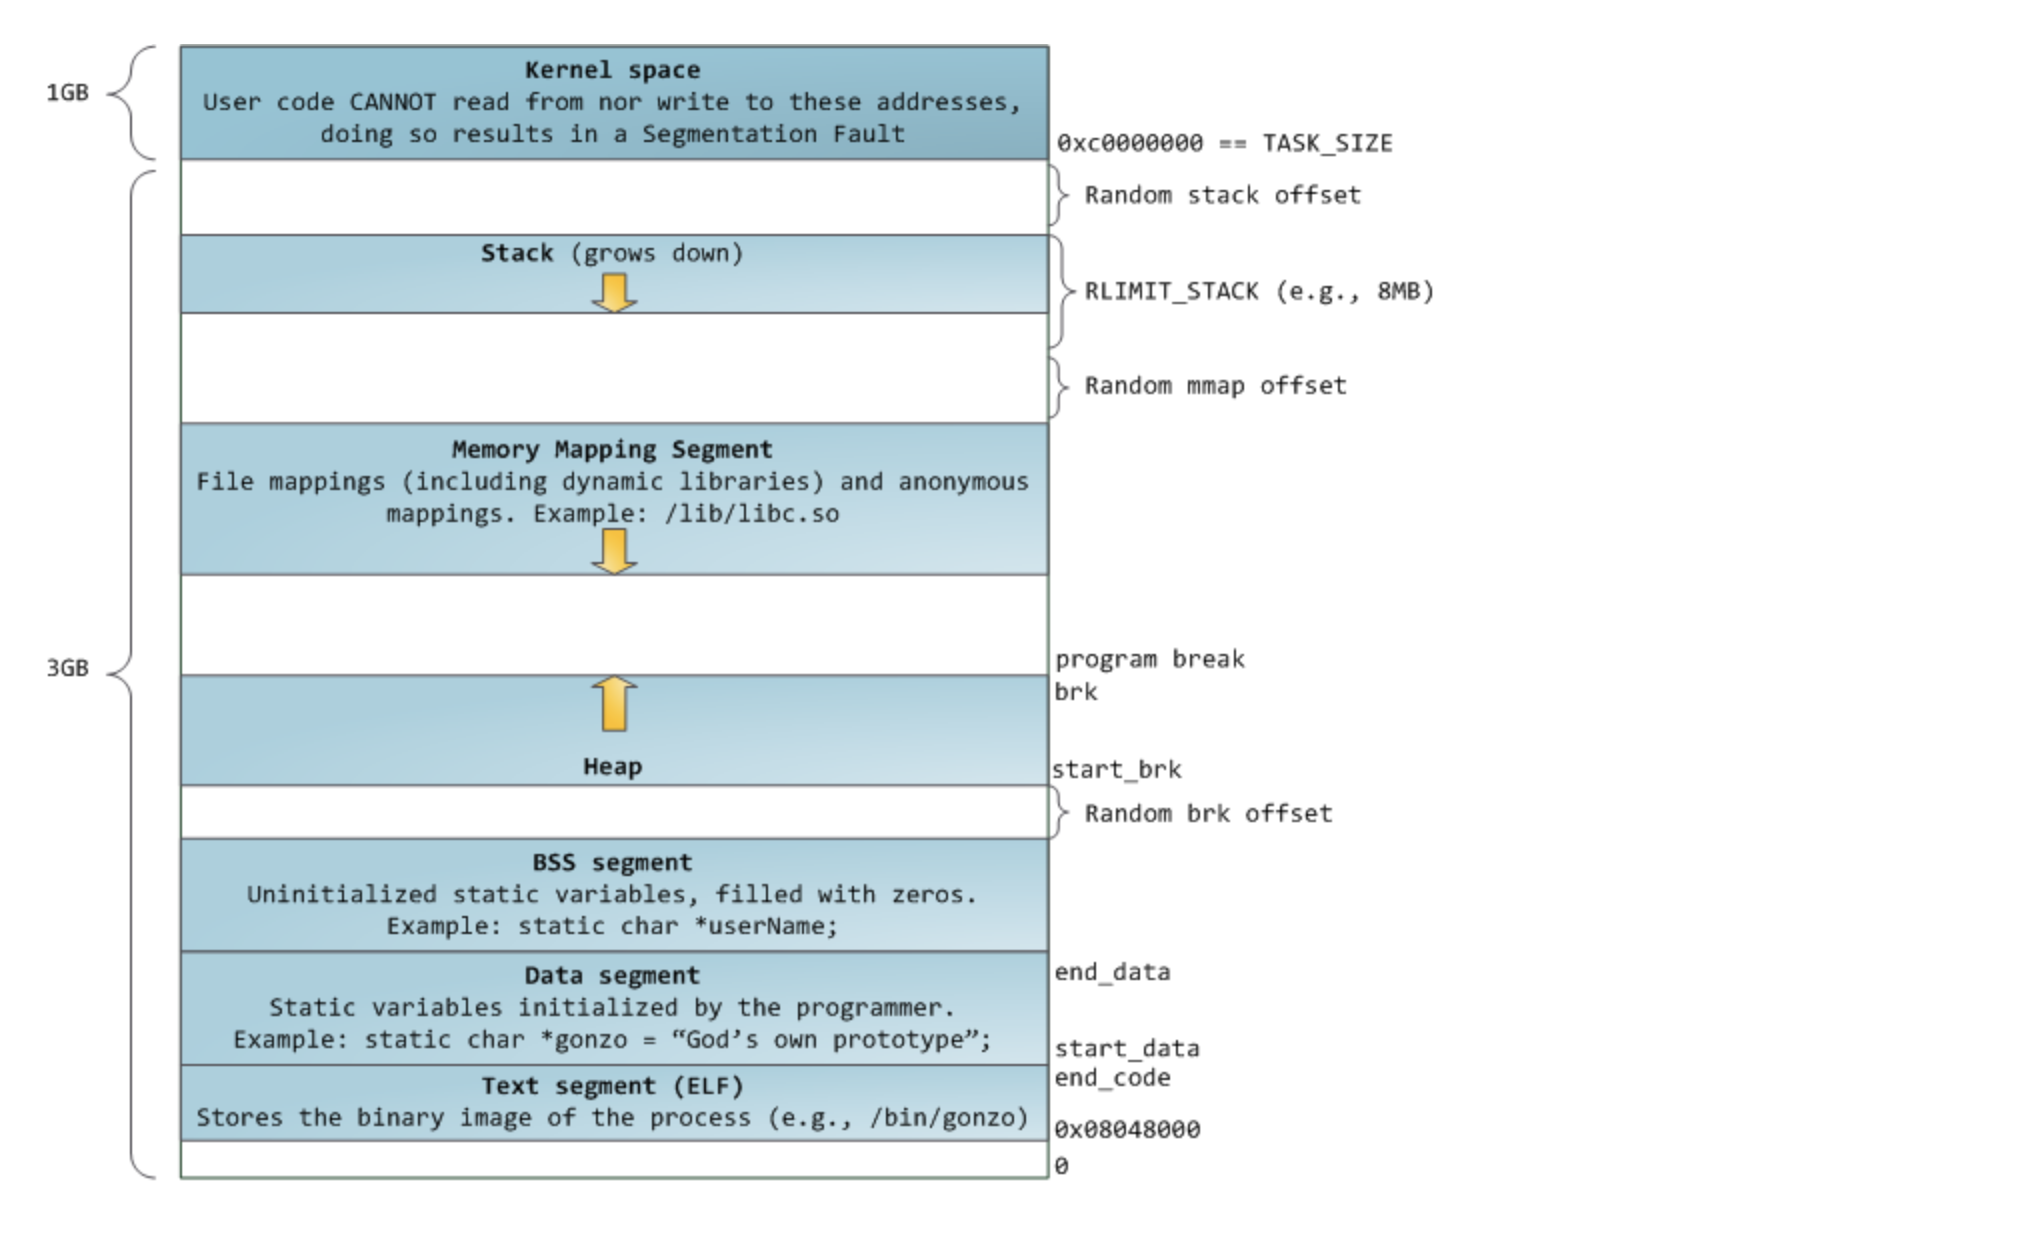 Kernel space
User code CANNOT read from nor write to these addresses,
doing so results in a Segmentation Fault
1GB
0xc0000000 == TASK_SIZE
Random stack offset
Stack (grows down)
RLIMIT_STACK (e.g., 8MB)
Random mmap offset
Memory Mapping Segment
File mappings (including dynamic libraries) and anonymous
mappings. Example: /lib/libc.so
3GB
program break
brk
Heap
start_brk
Random brk offset
BSS segment
Uninitialized static variables, filled with zeros.
Example: static char *userName;
Data segment
Static variables initialized by the programmer.
Example: static char *gonzo = “God’s own prototype”;
end_data
start_data
end_code
Text segment (ELF)
Stores the binary image of the process (e.g., /bin/gonzo)
0x08048000
0